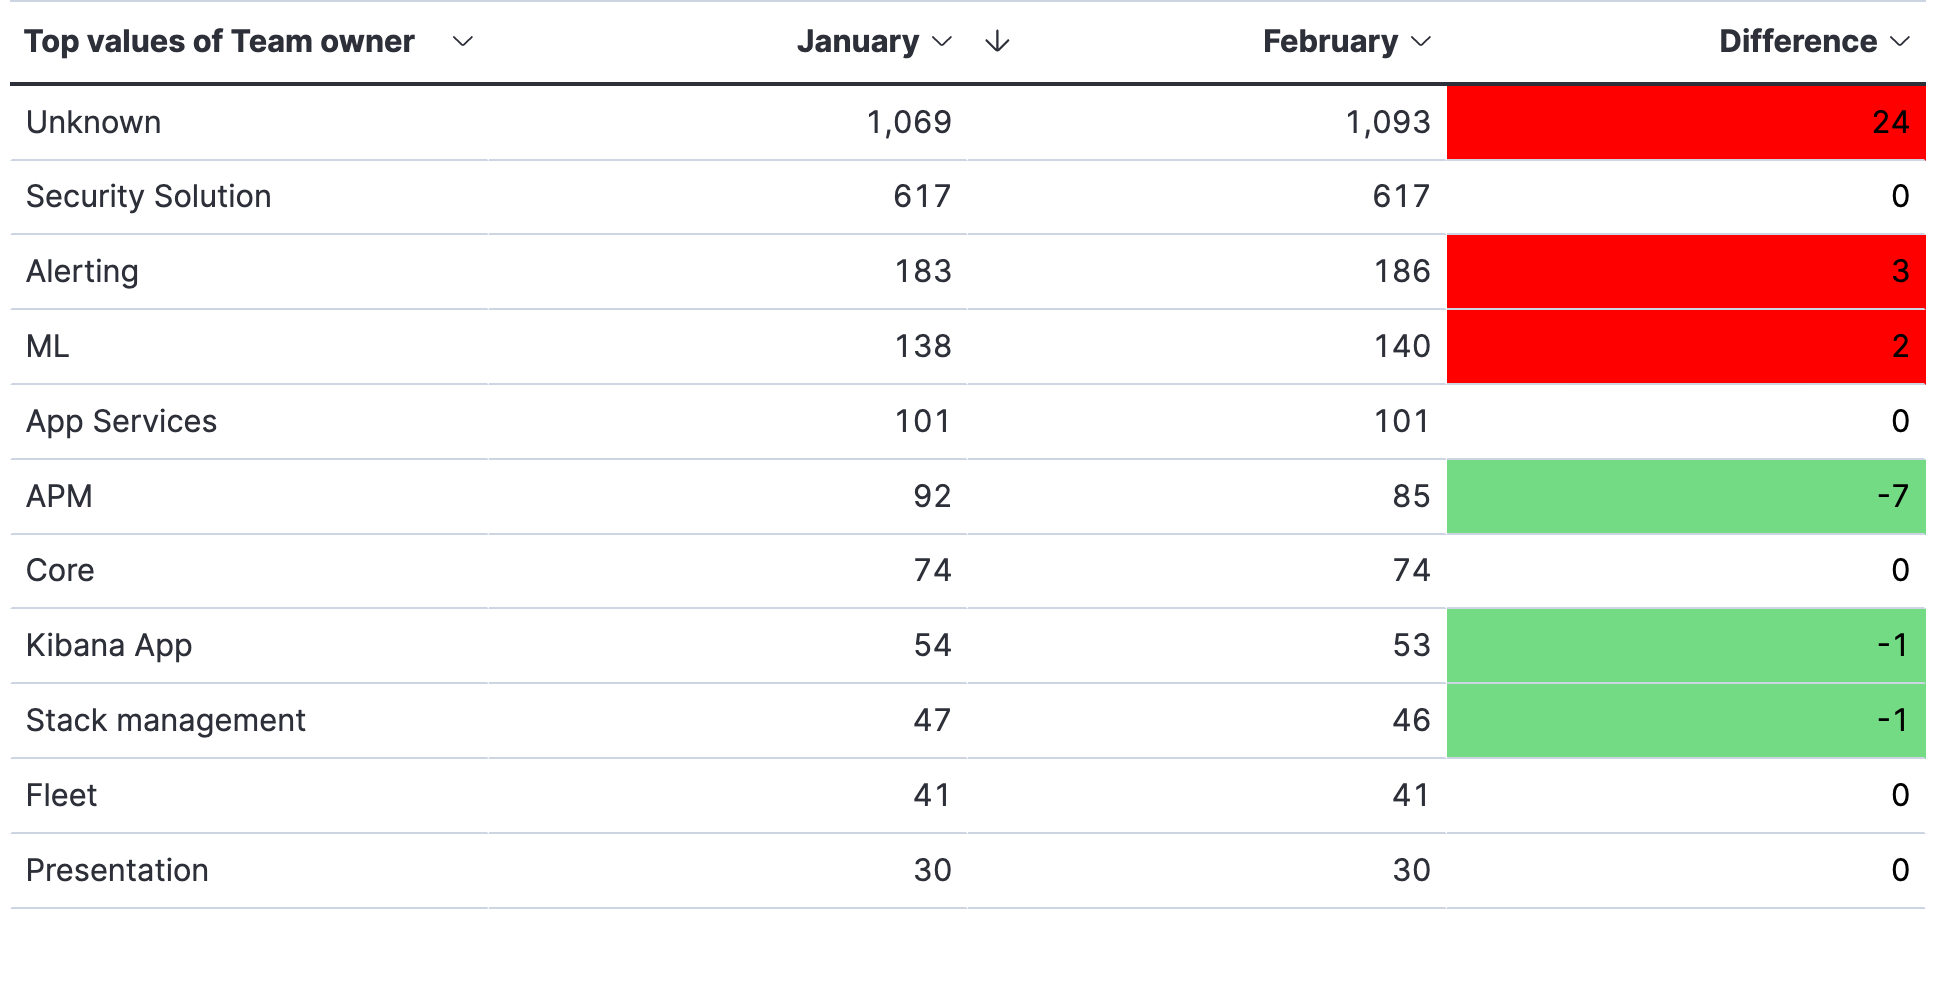 Top values of Team owner January February Difference
Unknown 1,069 1,093 24
Security Solution 617 617 0
Alerting 183 186 3
ML 138 140 2
App Services 101 101 0
APM 92 85 -7
Core 74 74 0
Kibana App 54 53 -1
Stack management 47 46 -1
Fleet 41 41 0
Presentation 30 30 0